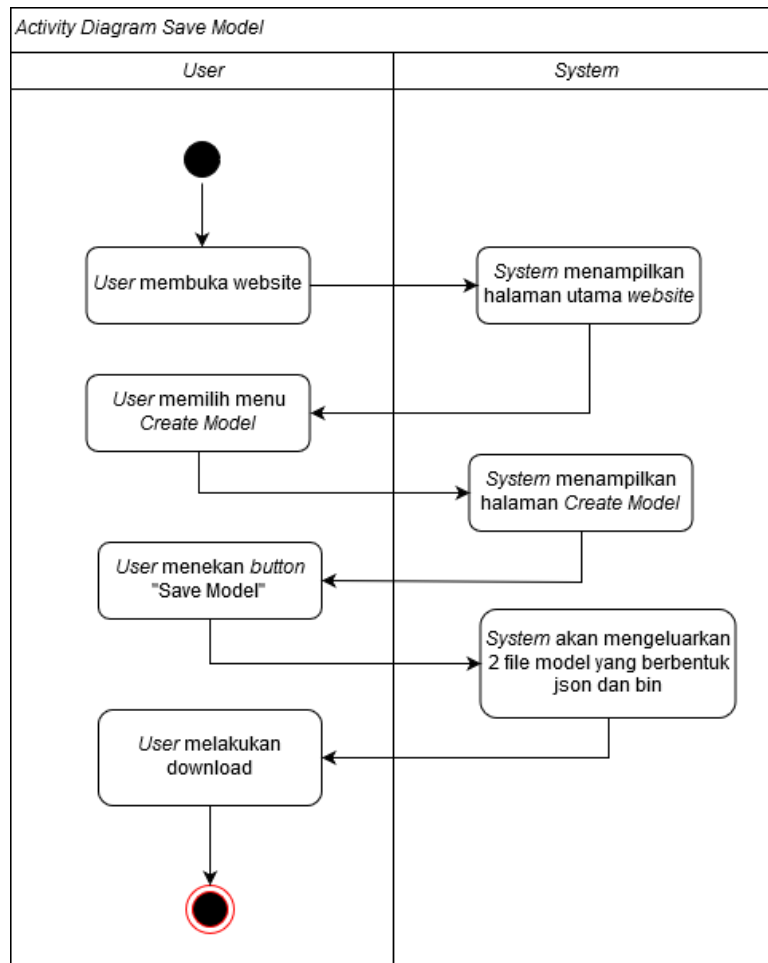 Activity Diagram Save Model
User
System
User membuka website
System menampilkan
halaman utama website
User memilih menu
Create Model
System menampilkan
halaman Create Model
User menekan button
"Save Model"
System akan mengeluarkan
2 file model yang berbentuk
json dan bin
User melakukan
download